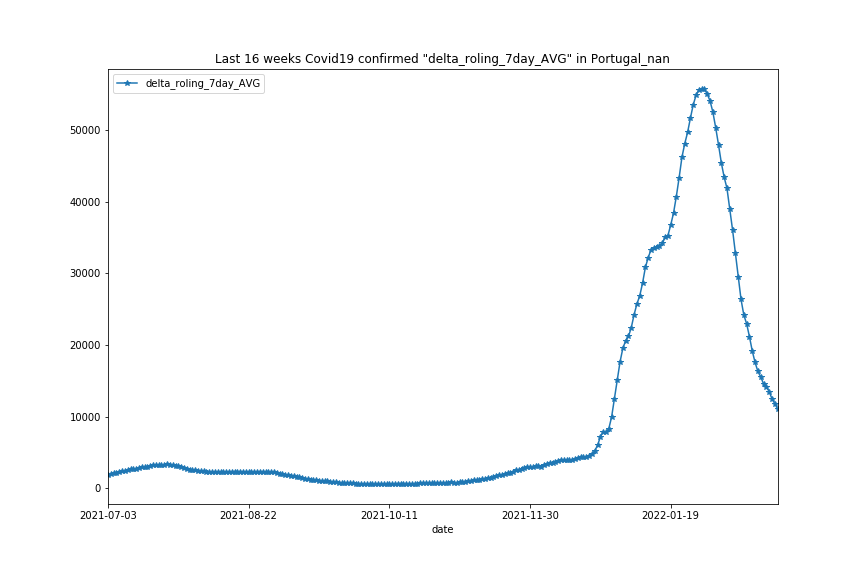 Last 16 weeks Covid19 confirmed "delta_roling_7day_AVG" in Portugal_nan
delta_roling_7day_AVG
50000
40000
30000
20000
10000
0
2021-07-03 2021-08-22 2021-10-11 2021-11-30 2022-01-19
date